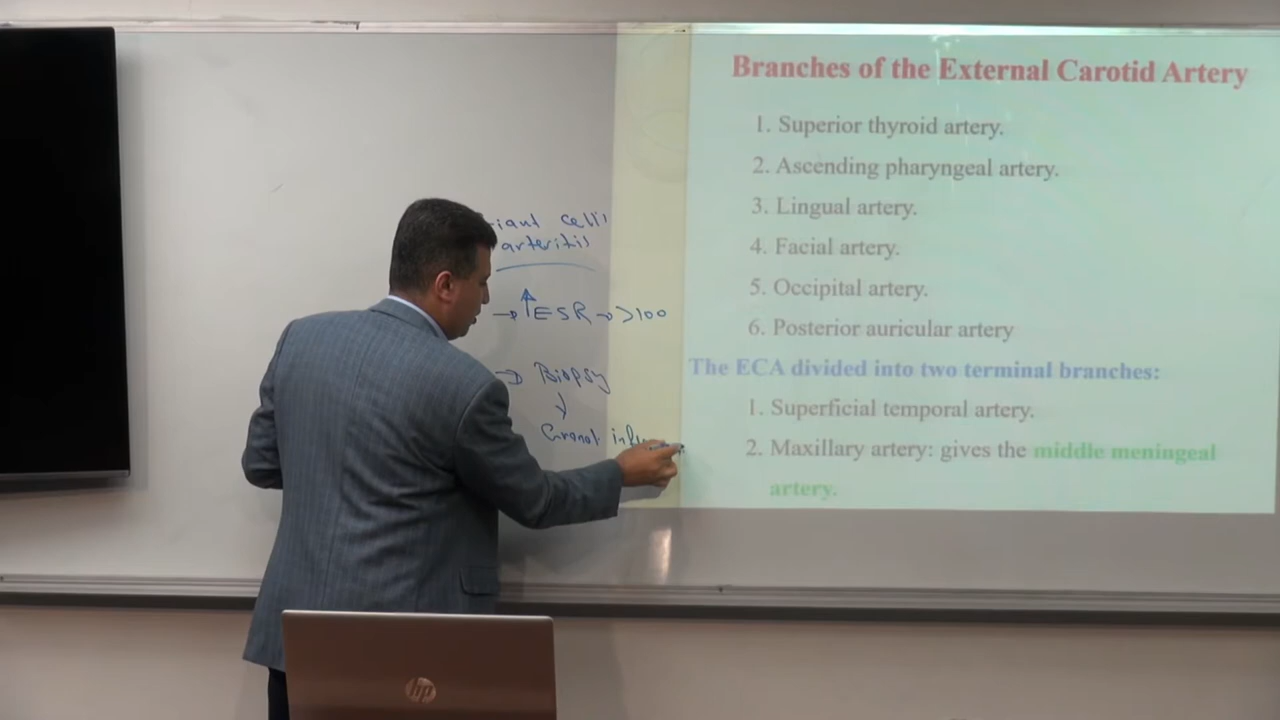 Branches of the External Carotid Artery
1. Superior thyroid artery.
2. Ascending pharyngeal artery.
3. Lingual artery.
4. Facial artery.
5. Occipital artery.
6. Posterior auricular artery
The ECA divided into two terminal branches:
1. Superficial temporal artery.
2. Maxillary artery: gives the middle meningeal
artery.
iant cell's
arteritis
→ ↑ESR → >100
→ Biopsy
↓
hp